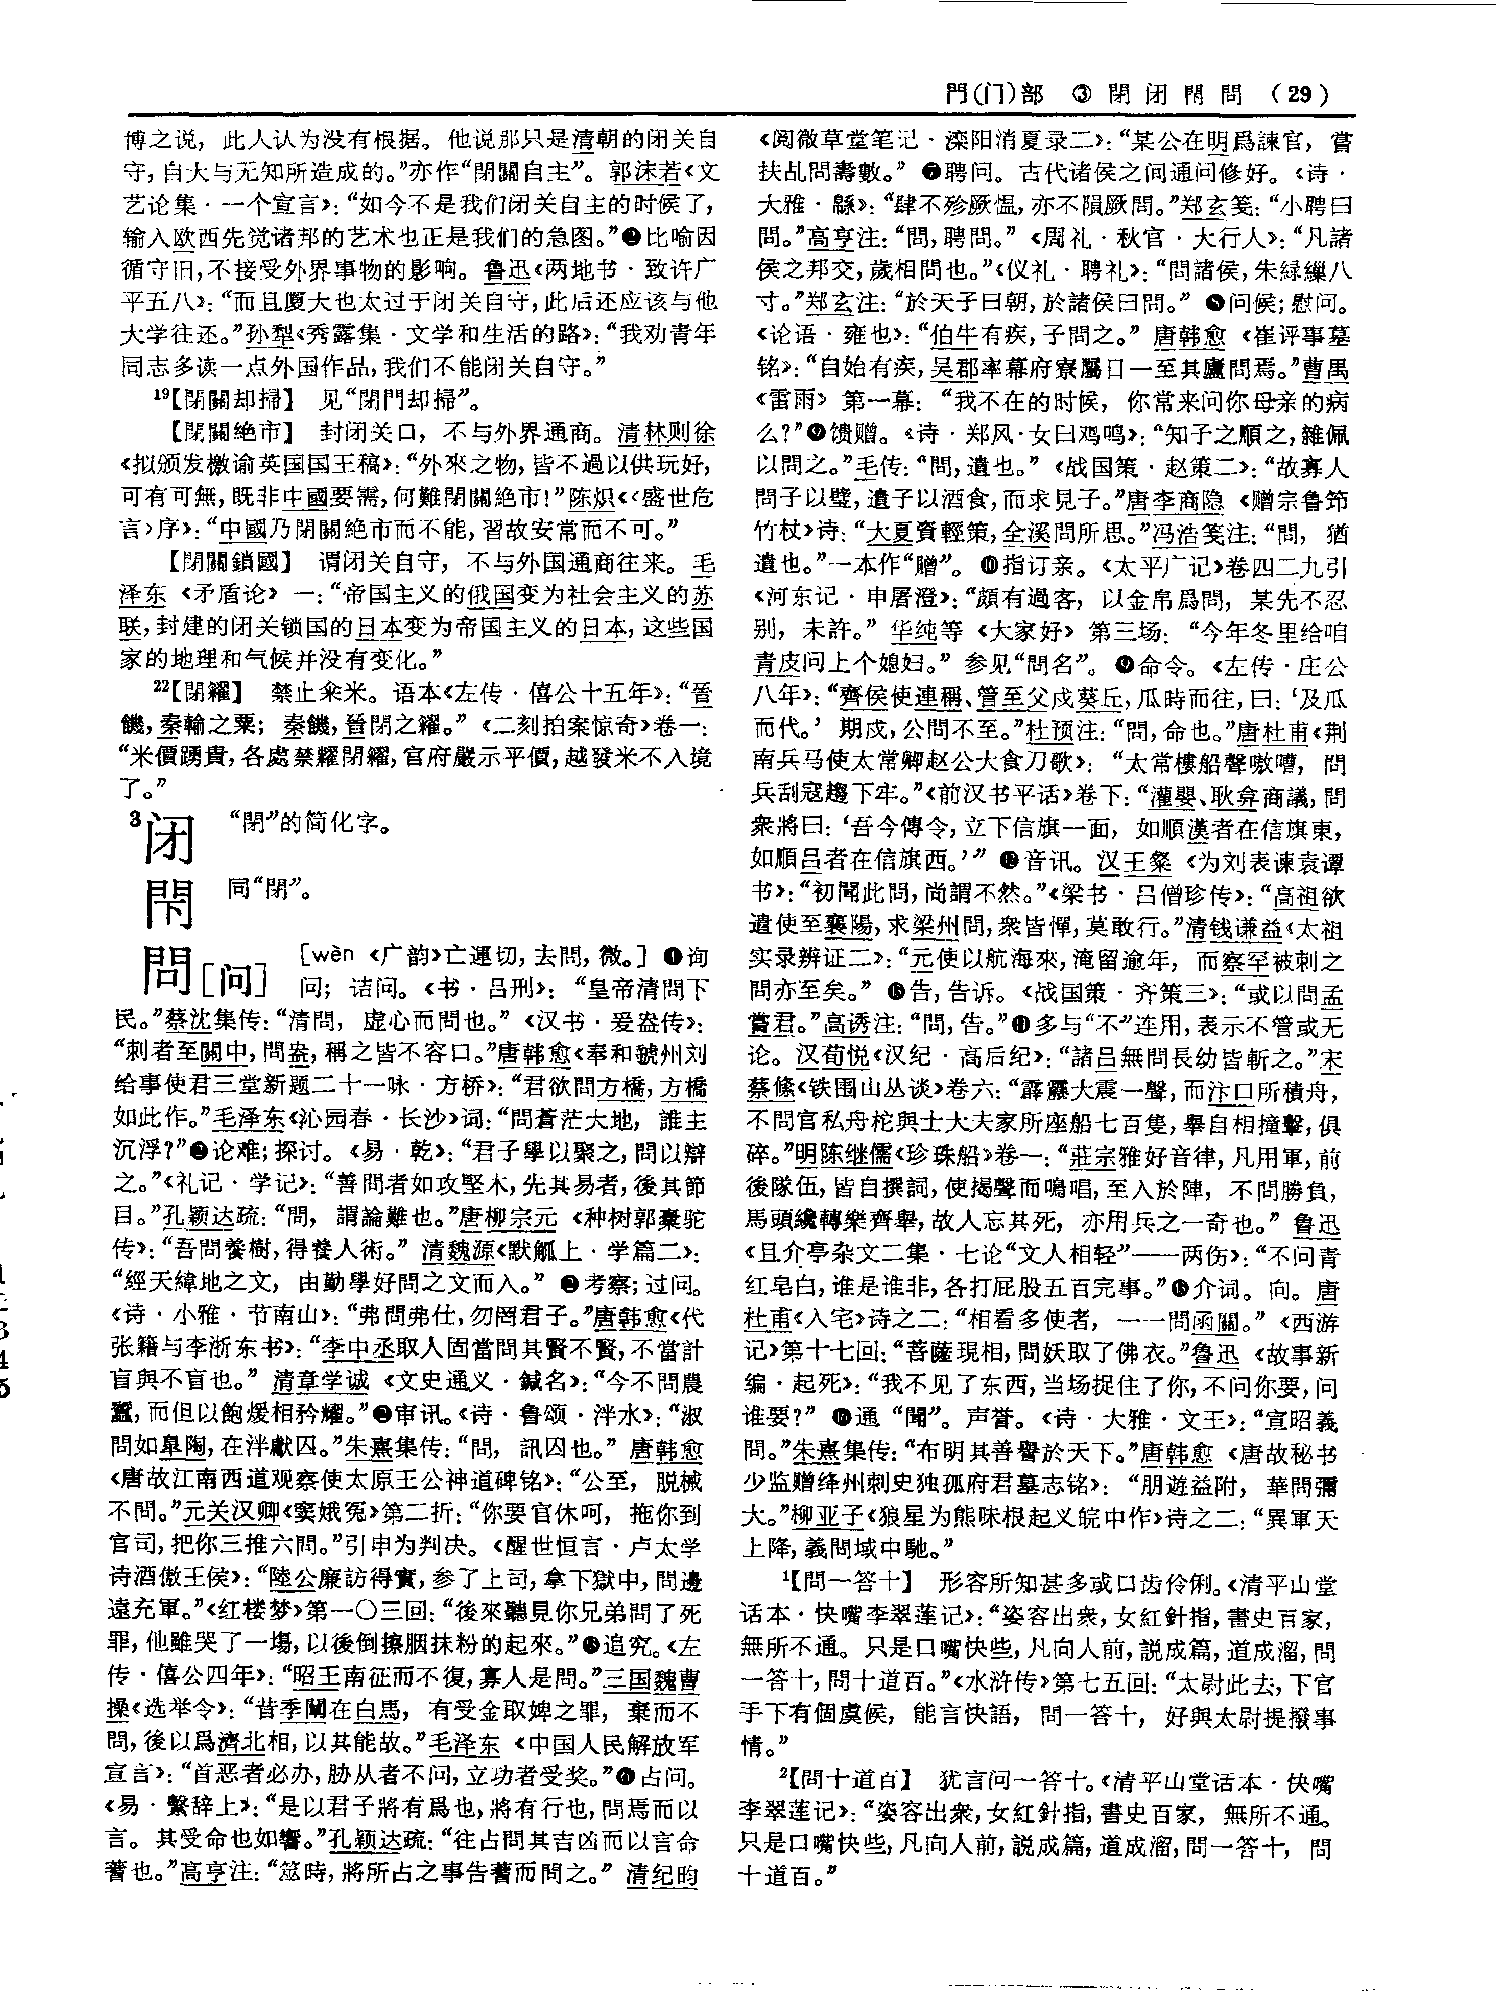 門(门)部 ③ 閉 闭 閇 問 (29)
博之说，此人认为没有根据。他说那只是清朝的闭关自
守，自大与无知所造成的。”亦作“閉關自主”。郭沫若《文
艺论集·一个宣言》：“如今不是我们闭关自主的时候了，
输入欧西先觉诸邦的艺术也正是我们的急图。”❷比喻因
循守旧，不接受外界事物的影响。鲁迅《两地书·致许广
平五八》：“而且厦大也太过于闭关自守，此后还应该与他
大学往还。”孙犁《秀露集·文学和生活的路》：“我劝青年
同志多读一点外国作品，我们不能闭关自守。”
19【閉關却掃】 见“閉門却掃”。
【閉關絶市】 封闭关口，不与外界通商。清林则徐
《拟颁发檄谕英国国王稿》：“外來之物，皆不過以供玩好，
可有可無，既非中國要需，何難閉關絶市！”陈炽《〈盛世危
言〉序》：“中國乃閉關絶市而不能，習故安常而不可。”
【閉關鎖國】 谓闭关自守，不与外国通商往来。毛
泽东《矛盾论》一：“帝国主义的俄国变为社会主义的苏
联，封建的闭关锁国的日本变为帝国主义的日本，这些国
家的地理和气候并没有变化。”
22【閉糴】 禁止籴米。语本《左传·僖公十五年》：“晉
饑，秦輸之粟；秦饑，晉閉之糴。”《二刻拍案惊奇》卷一：
“米價踴貴，各處禁糶閉糴，官府嚴示平價，越發米不入境
了。”
3闭 “閉”的简化字。
閇 同“閉”。
問[问] [wèn 《广韵》亡運切，去問，微。] ❶询
问；诘问。《书·吕刑》：“皇帝清問下
民。”蔡沈集传：“清問，虚心而問也。”《汉书·爰盎传》：
“刺者至關中，問盎，稱之皆不容口。”唐韩愈《奉和虢州刘
给事使君三堂新题二十一咏·方桥》：“君欲問方橋，方橋
如此作。”毛泽东《沁园春·长沙》词：“問蒼茫大地，誰主
沉浮？”❷论难；探讨。《易·乾》：“君子學以聚之，問以辯
之。”《礼记·学记》：“善問者如攻堅木，先其易者，後其節
目。”孔颖达疏：“問，謂論難也。”唐柳宗元《种树郭橐驼
传》：“吾問養樹，得養人術。”清魏源《默觚上·学篇二》：
“經天緯地之文，由勤學好問之文而入。”❸考察；过问。
《诗·小雅·节南山》：“弗問弗仕，勿罔君子。”唐韩愈《代
张籍与李浙东书》：“李中丞取人固當問其賢不賢，不當計
盲與不盲也。”清章学诚《文史通义·鍼名》：“今不問農
蠶，而但以飽煖相矜耀。”❹审讯。《诗·鲁颂·泮水》：“淑
問如皋陶，在泮獻囚。”朱熹集传：“問，訊囚也。”唐韩愈
《唐故江南西道观察使太原王公神道碑铭》：“公至，脱械
不問。”元关汉卿《窦娥冤》第二折：“你要官休呵，拖你到
官司，把你三推六問。”引申为判决。《醒世恒言·卢太学
诗酒傲王侯》：“陸公廉訪得實，参了上司，拿下獄中，問邊
遠充軍。”《红楼梦》第一〇三回：“後來聽見你兄弟問了死
罪，他雖哭了一場，以後倒擦胭抹粉的起來。”❺追究。《左
传·僖公四年》：“昭王南征而不復，寡人是問。”三国魏曹
操《选举令》：“昔季闡在白馬，有受金取婢之罪，棄而不
問，後以爲濟北相，以其能故。”毛泽东《中国人民解放军
宣言》：“首恶者必办，胁从者不问，立功者受奖。”❻占问。
《易·繫辞上》：“是以君子將有爲也，將有行也，問焉而以
言。其受命也如響。”孔颖达疏：“往占問其吉凶而以言命
蓍也。”高亨注：“筮時，將所占之事告蓍而問之。”清纪昀
《阅微草堂笔记·滦阳消夏录二》：“某公在明爲諫官，嘗
扶乩問壽數。”❼聘问。古代诸侯之间通问修好。《诗·
大雅·緜》：“肆不殄厥愠，亦不隕厥問。”郑玄笺：“小聘曰
問。”高亨注：“問，聘問。”《周礼·秋官·大行人》：“凡諸
侯之邦交，歲相問也。”《仪礼·聘礼》：“問諸侯，朱緑繅八
寸。”郑玄注：“於天子曰朝，於諸侯曰問。”❽问候；慰问。
《论语·雍也》：“伯牛有疾，子問之。”唐韩愈《崔评事墓
铭》：“自始有疾，吴郡率幕府寮屬日一至其廬問焉。”曹禺
《雷雨》第一幕：“我不在的时候，你常来问你母亲的病
么？”❾馈赠。《诗·郑风·女曰鸡鸣》：“知子之順之，雜佩
以問之。”毛传：“問，遺也。”《战国策·赵策二》：“故寡人
問子以璧，遺子以酒食，而求見子。”唐李商隐《赠宗鲁筇
竹杖》诗：“大夏資輕策，全溪問所思。”冯浩笺注：“問，猶
遺也。”一本作“贈”。❿指订亲。《太平广记》卷四二九引
《河东记·申屠澄》：“頗有過客，以金帛爲問，某先不忍
别，未許。”华纯等《大家好》第三场：“今年冬里给咱
青皮问上个媳妇。”参见“問名”。⓫命令。《左传·庄公
八年》：“齊侯使連稱、管至父戍葵丘，瓜時而往，曰：‘及瓜
而代。’期戍，公問不至。”杜预注：“問，命也。”唐杜甫《荆
南兵马使太常卿赵公大食刀歌》：“太常樓船聲嗷嘈，問
兵刮寇趨下牢。”《前汉书平话》卷下：“灌嬰、耿弇商議，問
衆將曰：‘吾今傳令，立下信旗一面，如順漢者在信旗東，
如順吕者在信旗西。’”⓬音讯。汉王粲《为刘表谏袁谭
书》：“初聞此問，尚謂不然。”《梁书·吕僧珍传》：“高祖欲
遣使至襄陽，求梁州問，衆皆憚，莫敢行。”清钱谦益《太祖
实录辨证二》：“元使以航海來，淹留逾年，而察罕被刺之
問亦至矣。”⓭告，告诉。《战国策·齐策三》：“或以問孟
嘗君。”高诱注：“問，告。”⓮多与“不”连用，表示不管或无
论。汉荀悦《汉纪·高后纪》：“諸吕無問長幼皆斬之。”宋
蔡絛《铁围山丛谈》卷六：“霹靂大震一聲，而汴口所積舟，
不問官私舟柁與士大夫家所座船七百隻，舉自相撞擊，俱
碎。”明陈继儒《珍珠船》卷一：“莊宗雅好音律，凡用軍，前
後隊伍，皆自撰詞，使揭聲而鳴唱，至入於陣，不問勝負，
馬頭纔轉樂齊舉，故人忘其死，亦用兵之一奇也。”鲁迅
《且介亭杂文二集·七论“文人相轻”——两伤》：“不问青
红皂白，谁是谁非，各打屁股五百完事。”⓯介词。向。唐
杜甫《入宅》诗之二：“相看多使者，一一問函關。”《西游
记》第十七回：“菩薩現相，問妖取了佛衣。”鲁迅《故事新
编·起死》：“我不见了东西，当场捉住了你，不问你要，问
谁要？”⓰通“聞”。声誉。《诗·大雅·文王》：“宣昭義
問。”朱熹集传：“布明其善譽於天下。”唐韩愈《唐故秘书
少监赠绛州刺史独孤府君墓志铭》：“朋遊益附，華問彌
大。”柳亚子《狼星为熊味根起义皖中作》诗之二：“異軍天
上降，義問域中馳。”
1【問一答十】 形容所知甚多或口齿伶俐。《清平山堂
话本·快嘴李翠莲记》：“姿容出衆，女紅針指，書史百家，
無所不通。只是口嘴快些，凡向人前，説成篇，道成溜，問
一答十，問十道百。”《水浒传》第七五回：“太尉此去，下官
手下有個虞候，能言快語，問一答十，好與太尉提撥事
情。”
2【問十道百】 犹言问一答十。《清平山堂话本·快嘴
李翠莲记》：“姿容出衆，女紅針指，書史百家，無所不通。
只是口嘴快些，凡向人前，説成篇，道成溜，問一答十，問
十道百。”